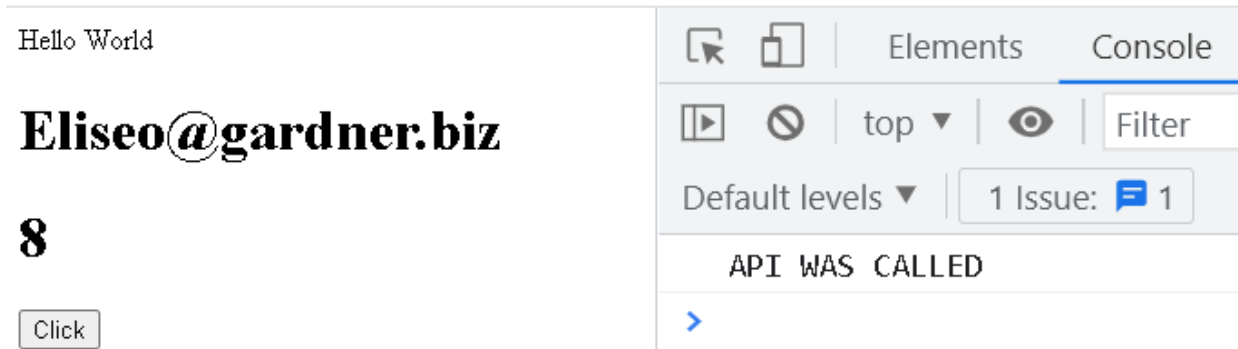 Hello World
Eliseo@gardner.biz
8
Click
Elements Console
top ▼ Filter
Default levels ▼ 1 Issue: 1
API WAS CALLED
>